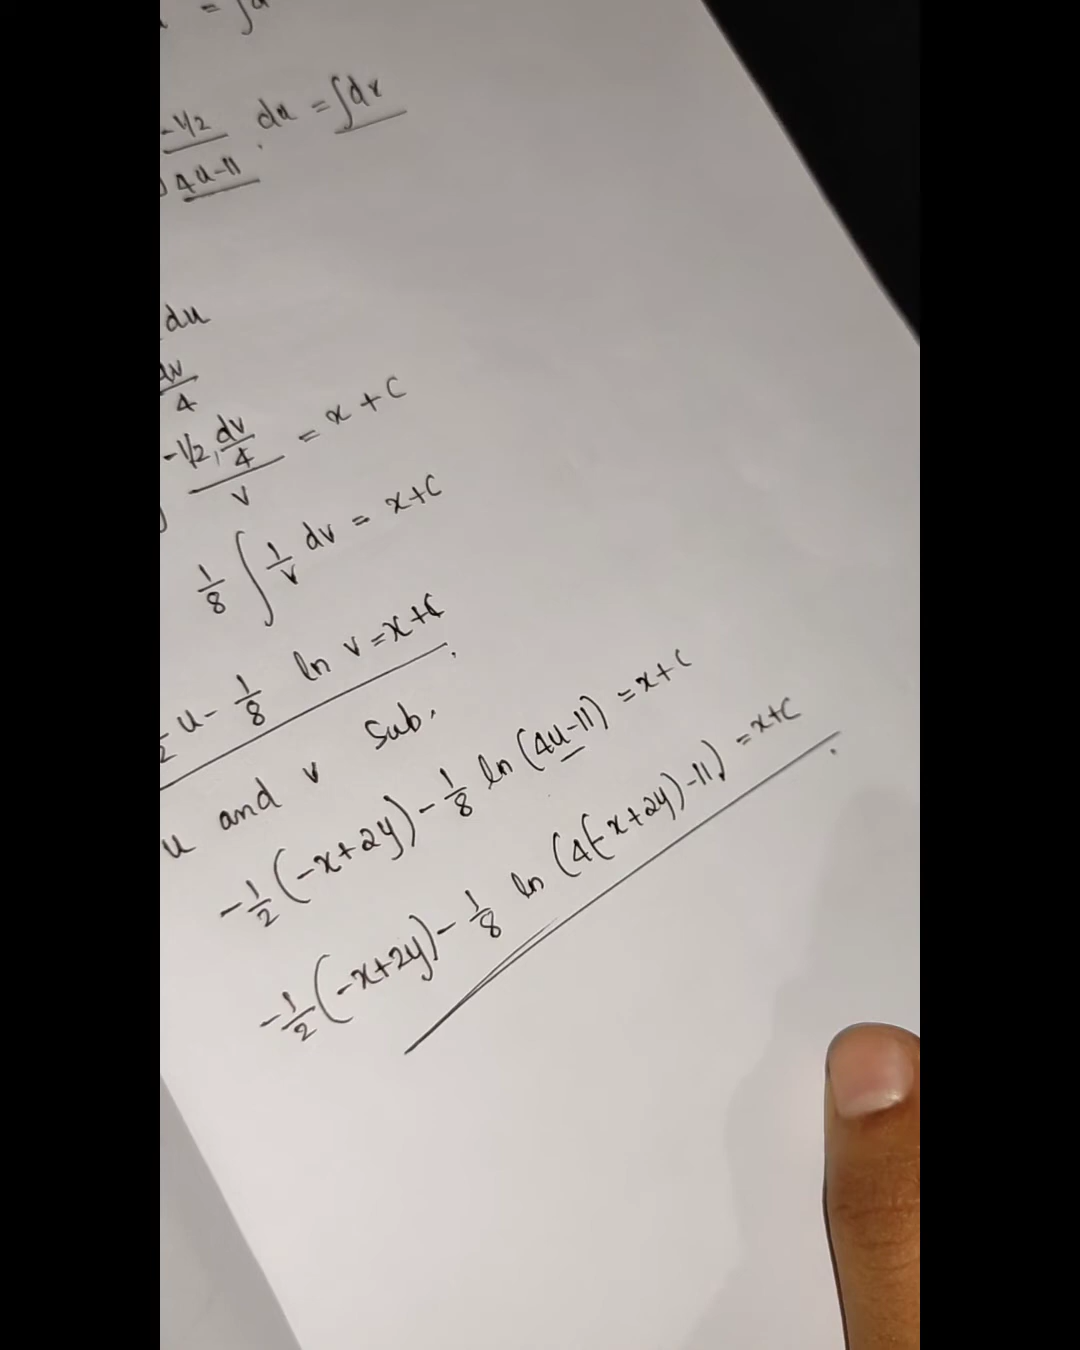 = ∫d
-1/2 / 4u-11 . du = ∫dx
du
dv/4
-1/2 . dv/4 / v = x + C
1/8 ∫ 1/v dv = x+C
u - 1/8 ln v = x+C
u and v Sub.
-1/2 (-x+2y) - 1/8 ln (4u-11) = x+C
-1/2 (-x+2y) - 1/8 ln (4(-x+2y)-11) = x+C